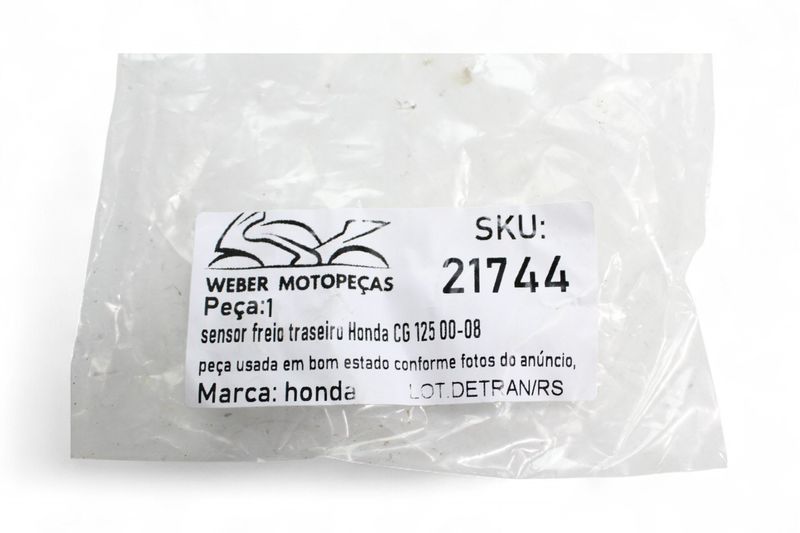 SKU:
21744
WEBER MOTOPEÇAS
Peça:1
sensor freio traseiro Honda CG 125 00-08
peça usada em bom estado conforme fotos do anúncio,
Marca: honda LOT.DETRAN/RS